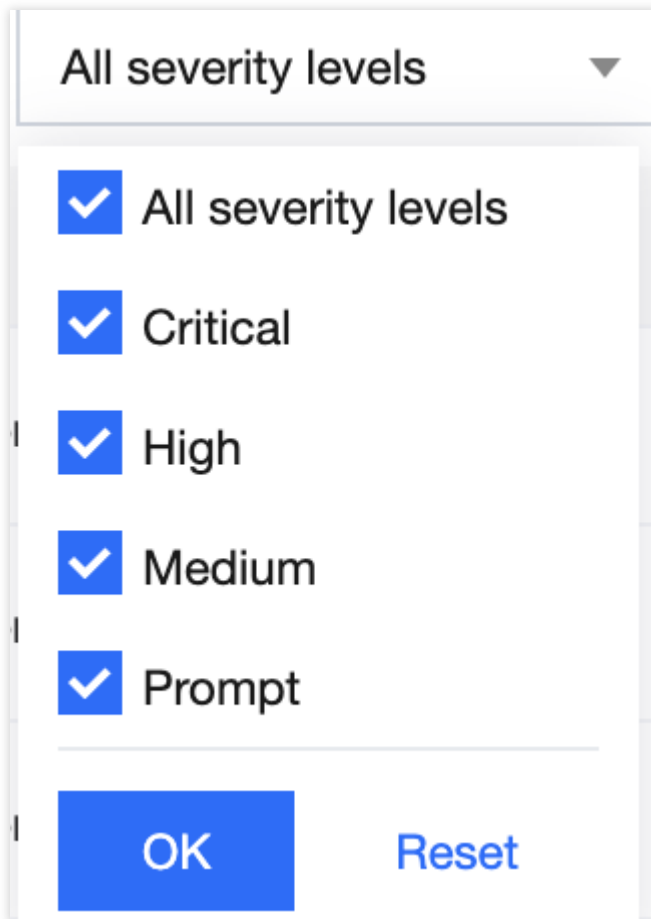 All severity levels
All severity levels
Critical
High
Medium
Prompt
OK
Reset